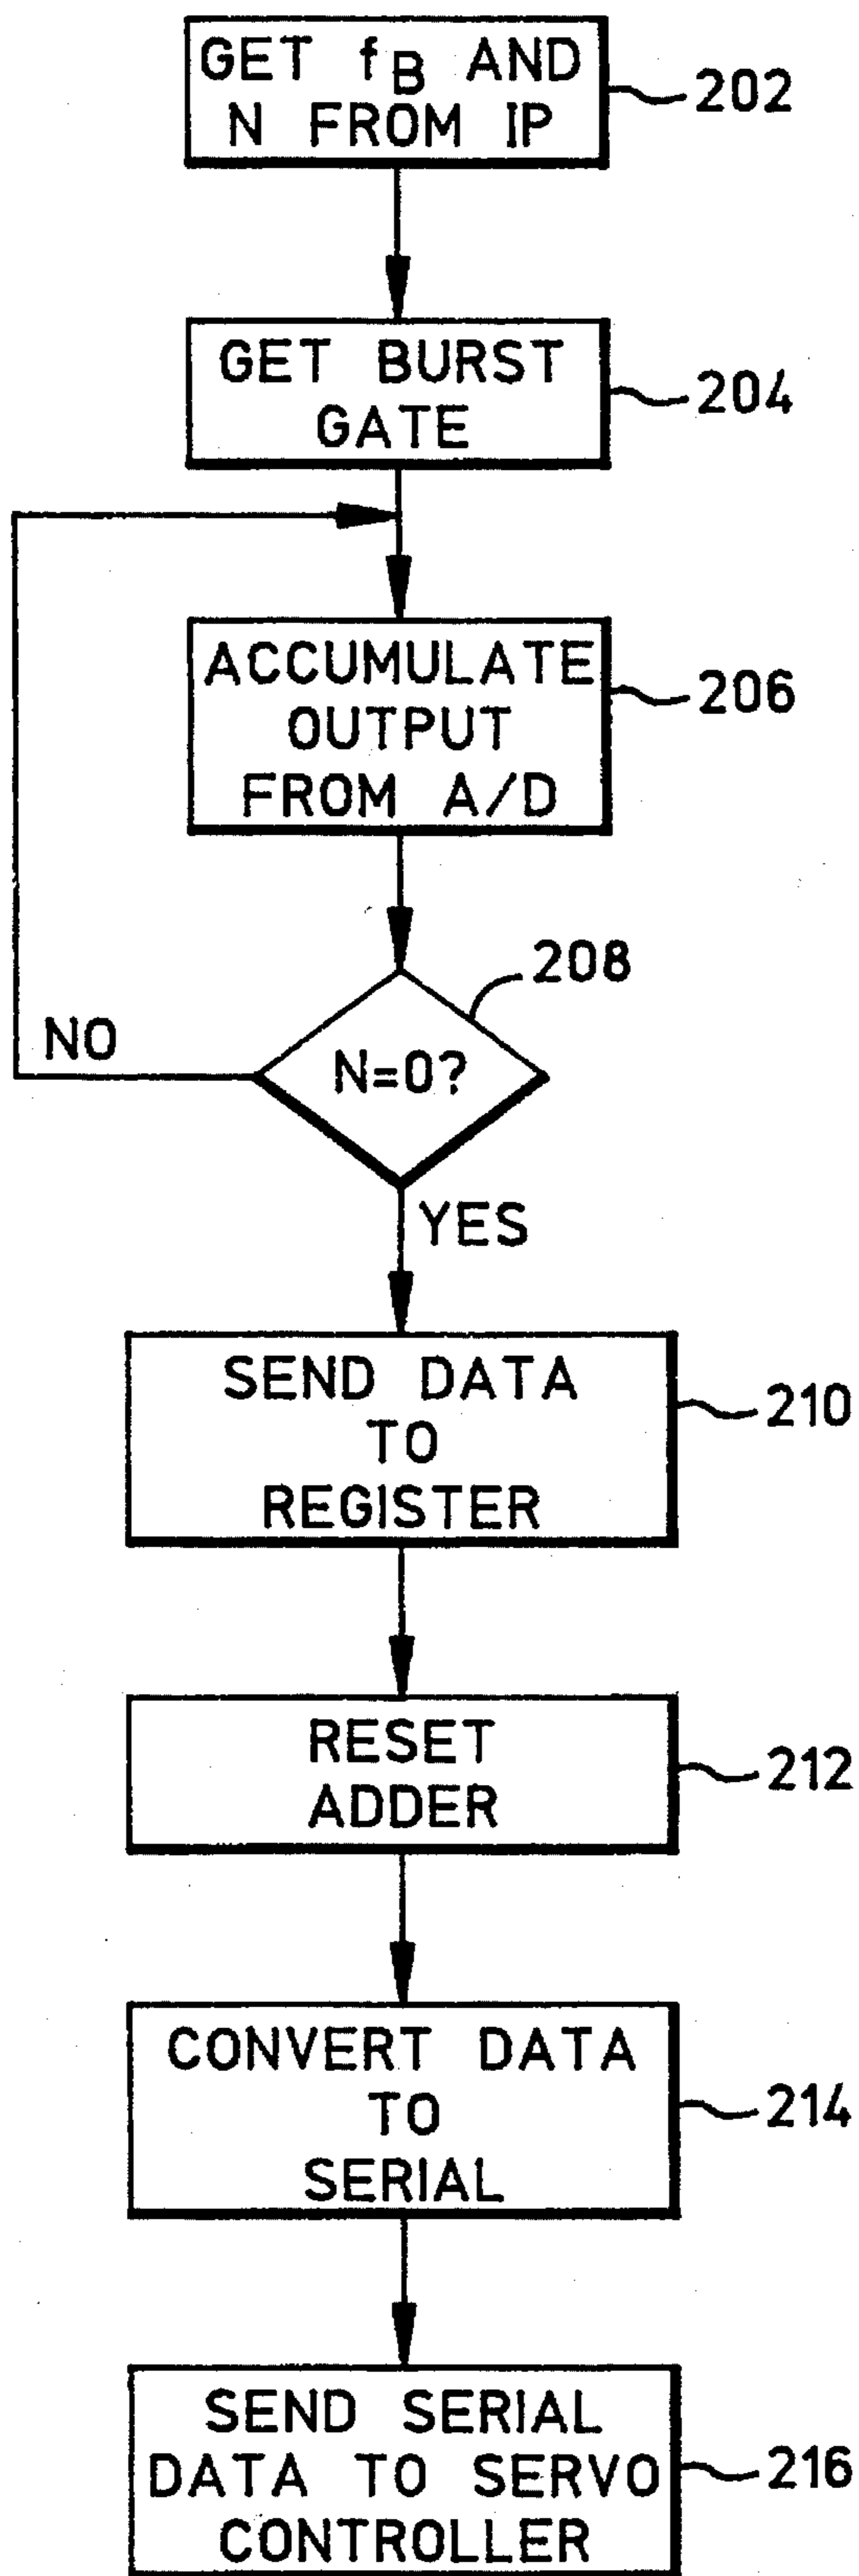 GET fB AND
N FROM IP
202
GET BURST
GATE
204
ACCUMULATE
OUTPUT
FROM A/D
206
208
N=0?
NO
YES
SEND DATA
TO
REGISTER
210
RESET
ADDER
212
CONVERT DATA
TO
SERIAL
214
SEND SERIAL
DATA TO SERVO
CONTROLLER
216